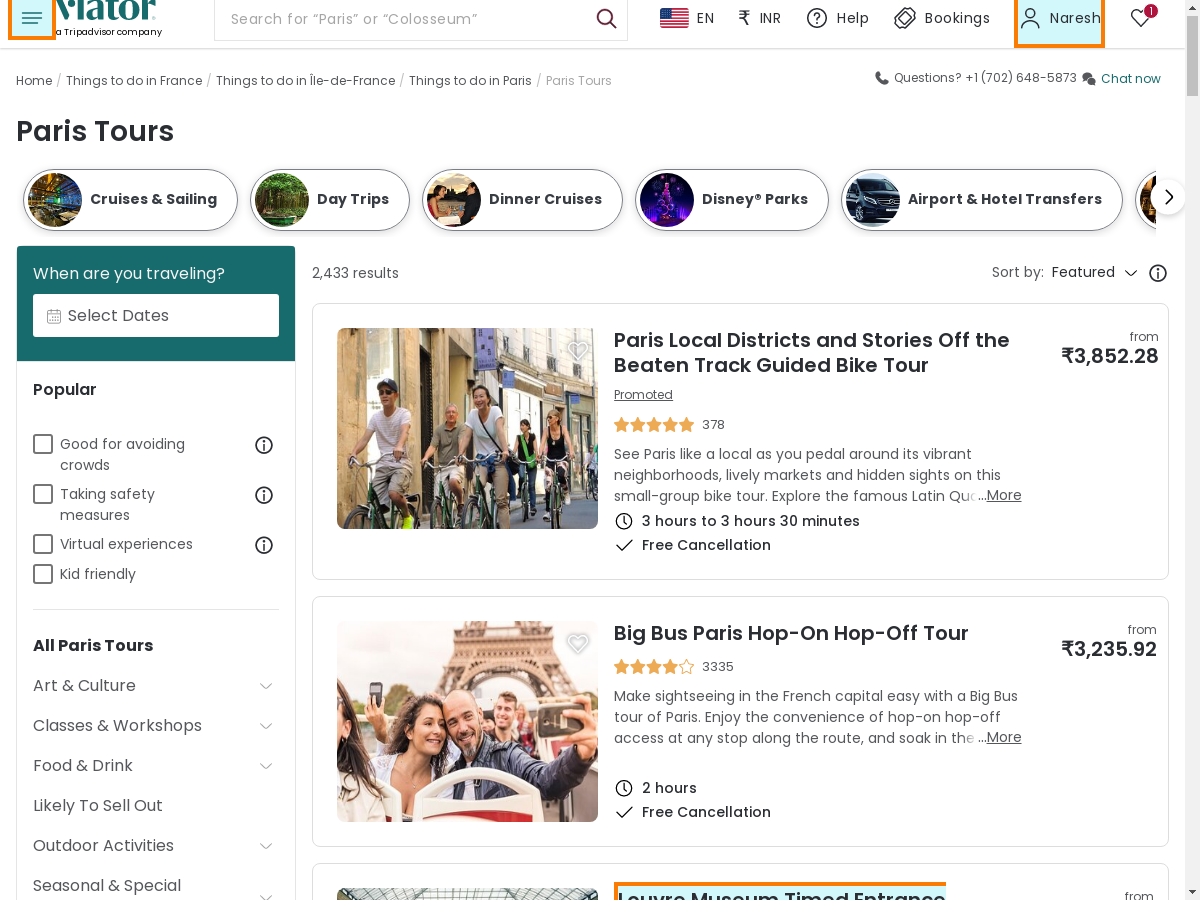 viator
a Tripadvisor company
Search for “Paris” or “Colosseum”
EN
₹ INR
Help
Bookings
Naresh
1
Home / Things to do in France / Things to do in Île-de-France / Things to do in Paris / Paris Tours
Questions? +1 (702) 648-5873
Chat now
Paris Tours
Cruises & Sailing
Day Trips
Dinner Cruises
Disney® Parks
Airport & Hotel Transfers
When are you traveling?
Select Dates
2,433 results
Sort by: Featured
Popular
Good for avoiding
crowds
Taking safety
measures
Virtual experiences
Kid friendly
All Paris Tours
Art & Culture
Classes & Workshops
Food & Drink
Likely To Sell Out
Outdoor Activities
Seasonal & Special
Paris Local Districts and Stories Off the
Beaten Track Guided Bike Tour
from
₹3,852.28
Promoted
378
See Paris like a local as you pedal around its vibrant
neighborhoods, lively markets and hidden sights on this
small-group bike tour. Explore the famous Latin Qua ...More
3 hours to 3 hours 30 minutes
Free Cancellation
Big Bus Paris Hop-On Hop-Off Tour
from
₹3,235.92
3335
Make sightseeing in the French capital easy with a Big Bus
tour of Paris. Enjoy the convenience of hop-on hop-off
access at any stop along the route, and soak in the ...More
2 hours
Free Cancellation
Louvre Museum Timed Entrance
from